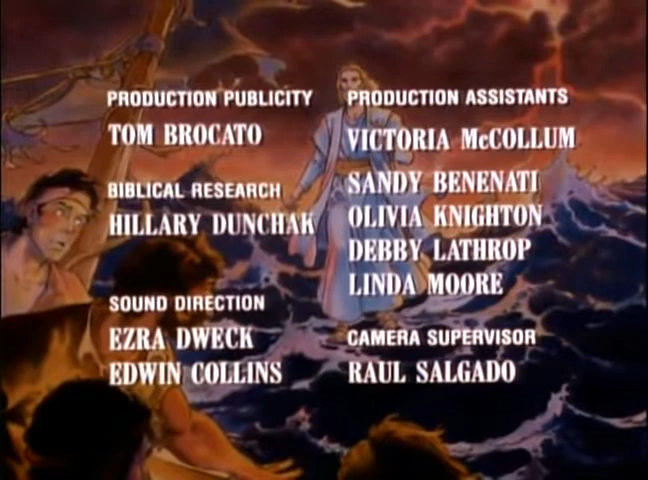 PRODUCTION PUBLICITY
TOM BROCATO
BIBLICAL RESEARCH
HILLARY DUNCHAK
SOUND DIRECTION
EZRA DWECK
EDWIN COLLINS
PRODUCTION ASSISTANTS
VICTORIA McCOLLUM
SANDY BENENATI
OLIVIA KNIGHTON
DEBBY LATHROP
LINDA MOORE
CAMERA SUPERVISOR
RAUL SALGADO